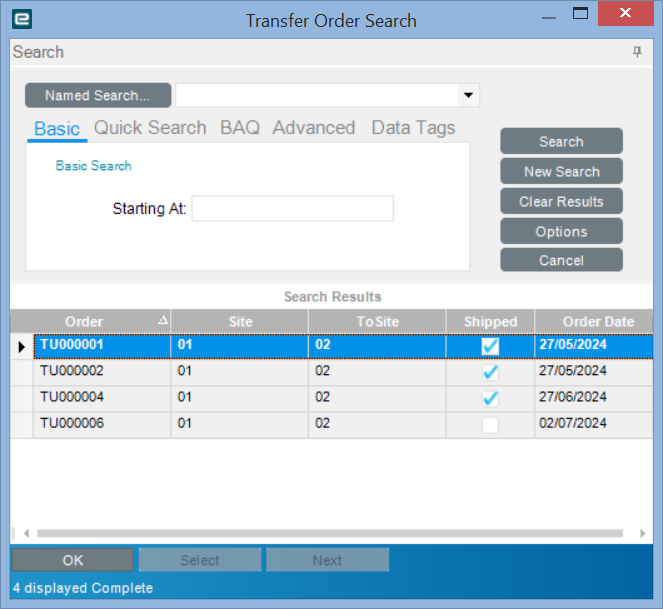 Transfer Order Search
Search
Named Search...
Basic Quick Search BAQ Advanced Data Tags
Basic Search
Starting At:
Search
New Search
Clear Results
Options
Cancel
Search Results
Order Site ToSite Shipped Order Date
TU000001 01 02 27/05/2024
TU000002 01 02 27/05/2024
TU000004 01 02 27/06/2024
TU000006 01 02 02/07/2024
OK Select Next
4 displayed Complete